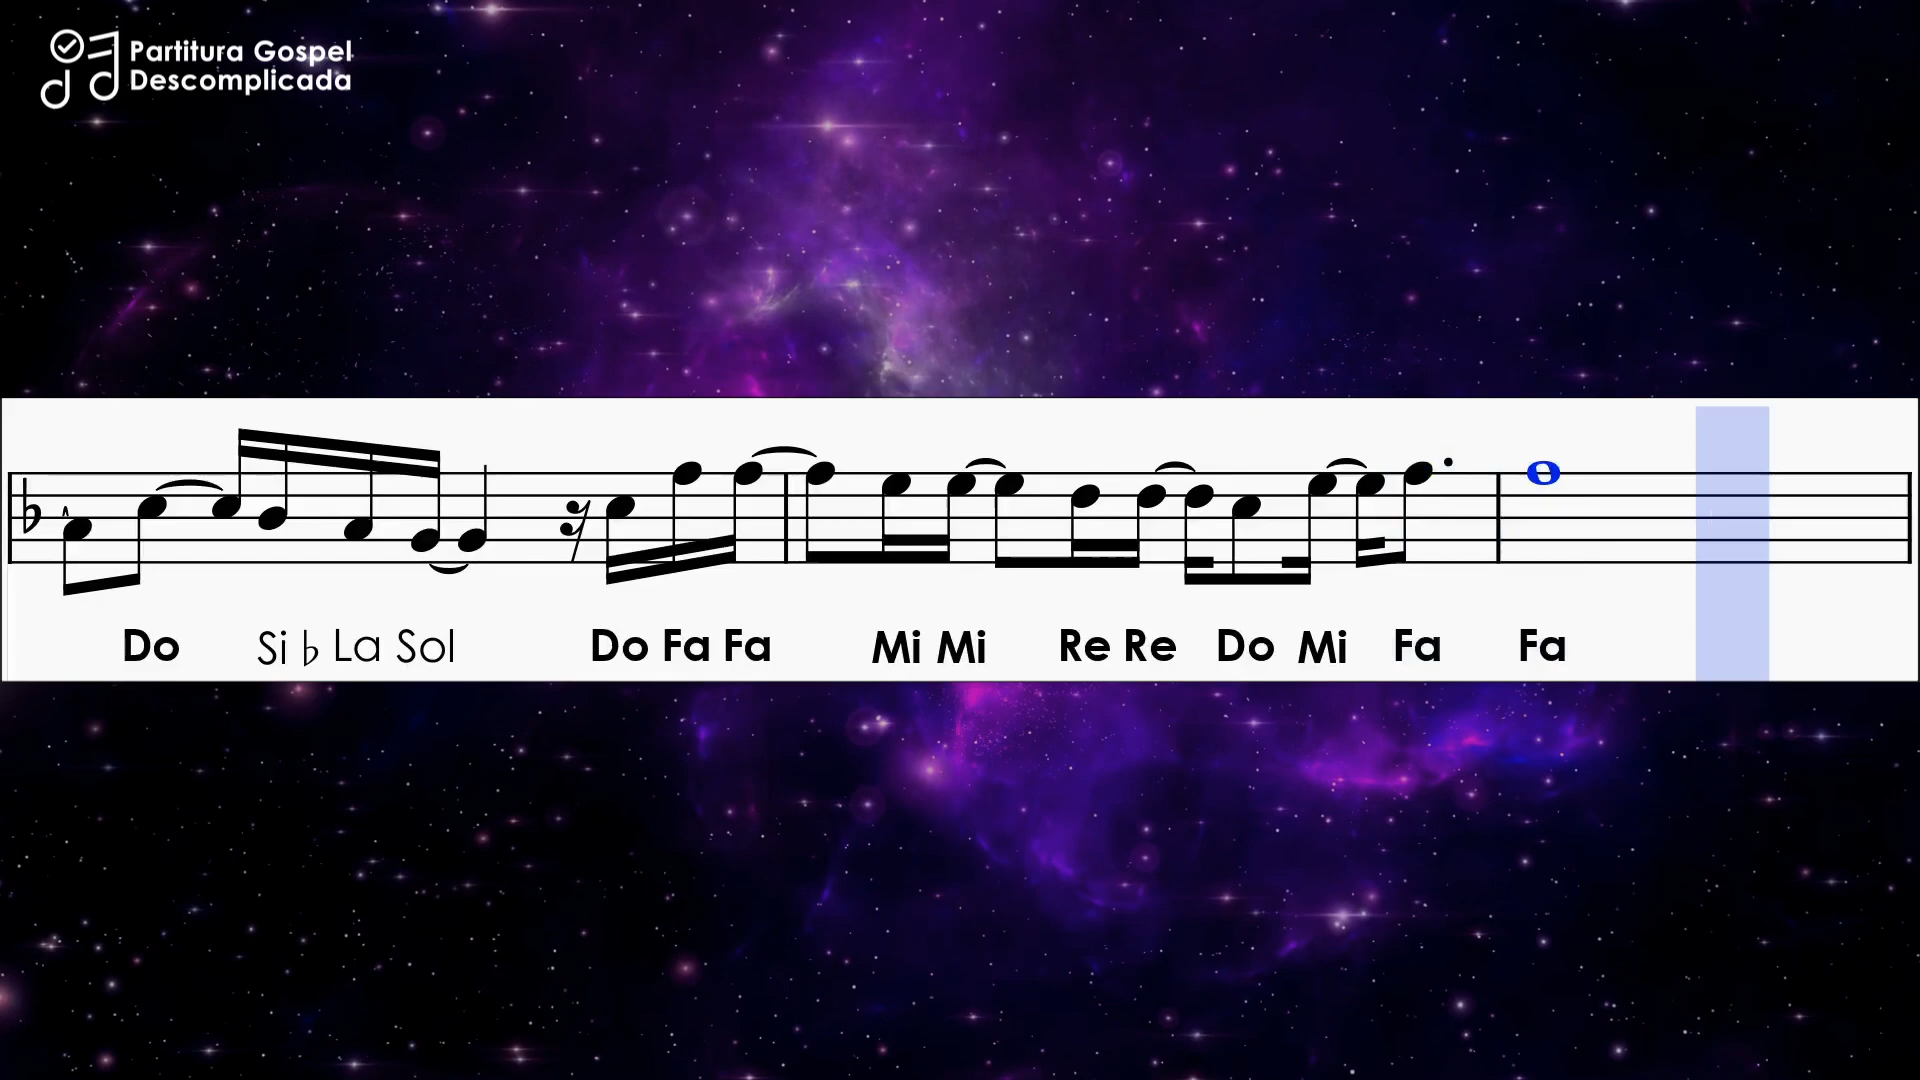 Partitura Gospel
Descomplicada
Do Si ♭ La Sol Do Fa Fa Mi Mi Re Re Do Mi Fa Fa